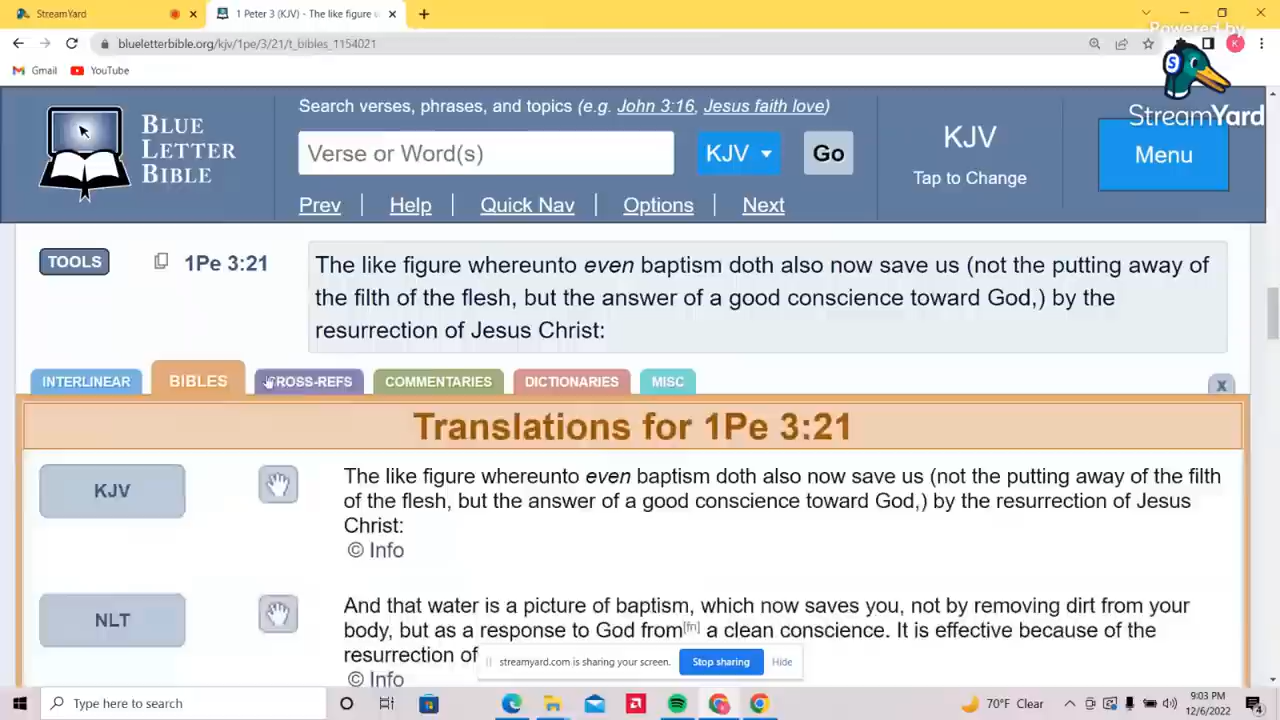 StreamYard
1 Peter 3 (KJV) - The like figure
Powered by
StreamYard
blueletterbible.org/kjv/1pe/3/21/t_bibles_1154021
K
Gmail
YouTube
BLUE
LETTER
BIBLE
Search verses, phrases, and topics (e.g. John 3:16, Jesus faith love)
Verse or Word(s)
KJV
Go
KJV
Tap to Change
Menu
Prev
Help
Quick Nav
Options
Next
TOOLS
1Pe 3:21
The like figure whereunto even baptism doth also now save us (not the putting away of
the filth of the flesh, but the answer of a good conscience toward God,) by the
resurrection of Jesus Christ:
INTERLINEAR
BIBLES
CROSS-REFS
COMMENTARIES
DICTIONARIES
MISC
X
Translations for 1Pe 3:21
KJV
The like figure whereunto even baptism doth also now save us (not the putting away of the filth
of the flesh, but the answer of a good conscience toward God,) by the resurrection of Jesus
Christ:
© Info
NLT
And that water is a picture of baptism, which now saves you, not by removing dirt from your
body, but as a response to God from[fn] a clean conscience. It is effective because of the
resurrection of
© Info
streamyard.com is sharing your screen.
Stop sharing
Hide
Type here to search
70°F Clear
9:03 PM
12/6/2022
4